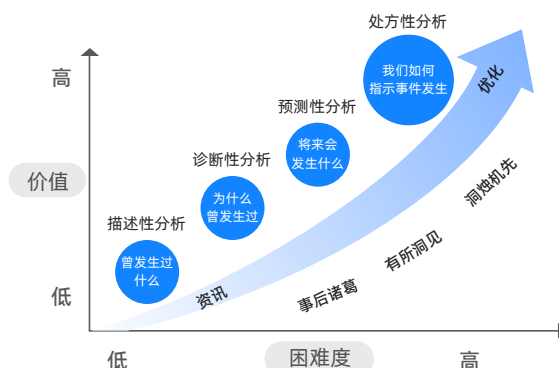 处方性分析
我们如何
指示事件发生
优化
高
预测性分析
将来会
发生什么
诊断性分析
为什么
曾发生过
洞烛机先
价值
描述性分析
曾发生过
什么
有所洞见
低
资讯
事后诸葛
低
困难度
高